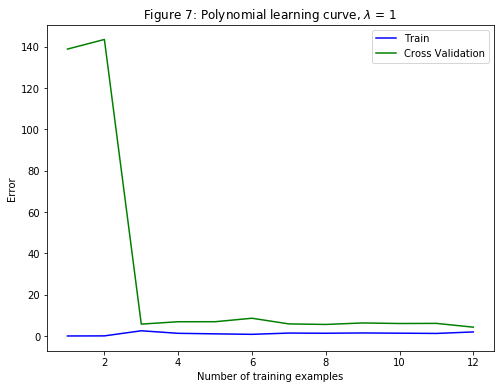 Figure 7: Polynomial learning curve, λ = 1
Train
Cross Validation
Error
140
120
100
80
60
40
20
0
2 4 6 8 10 12
Number of training examples